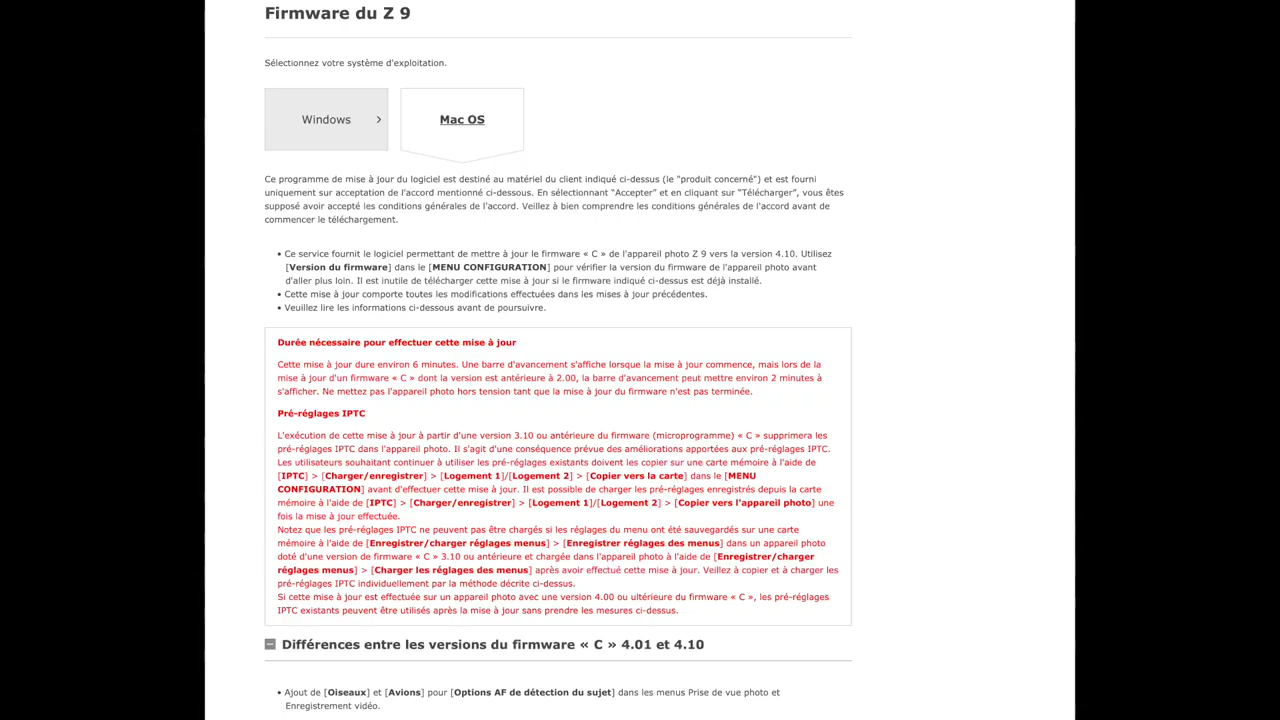 Firmware du Z 9
Sélectionnez votre système d'exploitation.
Windows
Mac OS
Ce programme de mise à jour du logiciel est destiné au matériel du client indiqué ci-dessus (le "produit concerné") et est fourni
uniquement sur acceptation de l'accord mentionné ci-dessous. En sélectionnant “Accepter” et en cliquant sur “Télécharger”, vous êtes
supposé avoir accepté les conditions générales de l'accord. Veillez à bien comprendre les conditions générales de l'accord avant de
commencer le téléchargement.
• Ce service fournit le logiciel permettant de mettre à jour le firmware « C » de l'appareil photo Z 9 vers la version 4.10. Utilisez
[Version du firmware] dans le [MENU CONFIGURATION] pour vérifier la version du firmware de l'appareil photo avant
d'aller plus loin. Il est inutile de télécharger cette mise à jour si le firmware indiqué ci-dessus est déjà installé.
• Cette mise à jour comporte toutes les modifications effectuées dans les mises à jour précédentes.
• Veuillez lire les informations ci-dessous avant de poursuivre.
Durée nécessaire pour effectuer cette mise à jour
Cette mise à jour dure environ 6 minutes. Une barre d'avancement s'affiche lorsque la mise à jour commence, mais lors de la
mise à jour d'un firmware « C » dont la version est antérieure à 2.00, la barre d'avancement peut mettre environ 2 minutes à
s'afficher. Ne mettez pas l'appareil photo hors tension tant que la mise à jour du firmware n'est pas terminée.
Pré-réglages IPTC
L'exécution de cette mise à jour à partir d'une version 3.10 ou antérieure du firmware (microprogramme) « C » supprimera les
pré-réglages IPTC dans l'appareil photo. Il s'agit d'une conséquence prévue des améliorations apportées aux pré-réglages IPTC.
Les utilisateurs souhaitant continuer à utiliser les pré-réglages existants doivent les copier sur une carte mémoire à l'aide de
[IPTC] > [Charger/enregistrer] > [Logement 1]/[Logement 2] > [Copier vers la carte] dans le [MENU
CONFIGURATION] avant d'effectuer cette mise à jour. Il est possible de charger les pré-réglages enregistrés depuis la carte
mémoire à l'aide de [IPTC] > [Charger/enregistrer] > [Logement 1]/[Logement 2] > [Copier vers l'appareil photo] une
fois la mise à jour effectuée.
Notez que les pré-réglages IPTC ne peuvent pas être chargés si les réglages du menu ont été sauvegardés sur une carte
mémoire à l'aide de [Enregistrer/charger réglages menus] > [Enregistrer réglages des menus] dans un appareil photo
doté d'une version de firmware « C » 3.10 ou antérieure et chargée dans l'appareil photo à l'aide de [Enregistrer/charger
réglages menus] > [Charger les réglages des menus] après avoir effectué cette mise à jour. Veillez à copier et à charger les
pré-réglages IPTC individuellement par la méthode décrite ci-dessus.
Si cette mise à jour est effectuée sur un appareil photo avec une version 4.00 ou ultérieure du firmware « C », les pré-réglages
IPTC existants peuvent être utilisés après la mise à jour sans prendre les mesures ci-dessus.
Différences entre les versions du firmware « C » 4.01 et 4.10
• Ajout de [Oiseaux] et [Avions] pour [Options AF de détection du sujet] dans les menus Prise de vue photo et
Enregistrement vidéo.